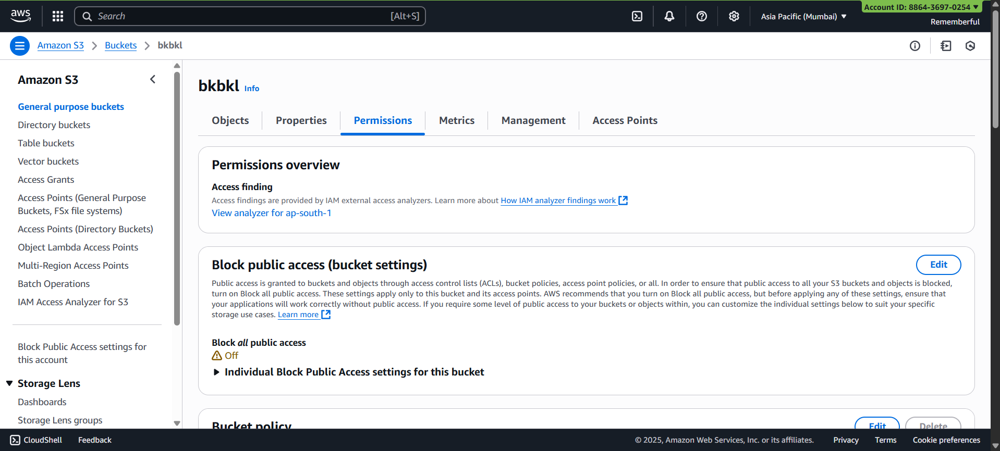 aws
Search [Alt+S]
Asia Pacific (Mumbai)
Account ID: 8864-3697-0254
Rememberful
Amazon S3
Buckets
bkbkl
Amazon S3
General purpose buckets
Directory buckets
Table buckets
Vector buckets
Access Grants
Access Points (General Purpose
Buckets, FSx file systems)
Access Points (Directory Buckets)
Object Lambda Access Points
Multi-Region Access Points
Batch Operations
IAM Access Analyzer for S3
Block Public Access settings for
this account
Storage Lens
Dashboards
Storage Lens groups
bkbkl Info
Objects
Properties
Permissions
Metrics
Management
Access Points
Permissions overview
Access finding
Access findings are provided by IAM external access analyzers. Learn more about How IAM analyzer findings work
View analyzer for ap-south-1
Block public access (bucket settings)
Edit
Public access is granted to buckets and objects through access control lists (ACLs), bucket policies, access point policies, or all. In order to ensure that public access to all your S3 buckets and objects is blocked,
turn on Block all public access. These settings apply only to this bucket and its access points. AWS recommends that you turn on Block all public access, but before applying any of these settings, ensure that
your applications will work correctly without public access. If you require some level of public access to your buckets or objects within, you can customize the individual settings below to suit your specific
storage use cases. Learn more
Block all public access
Off
Individual Block Public Access settings for this bucket
Bucket policy
Edit
Delete
CloudShell
Feedback
© 2025, Amazon Web Services, Inc. or its affiliates.
Privacy
Terms
Cookie preferences